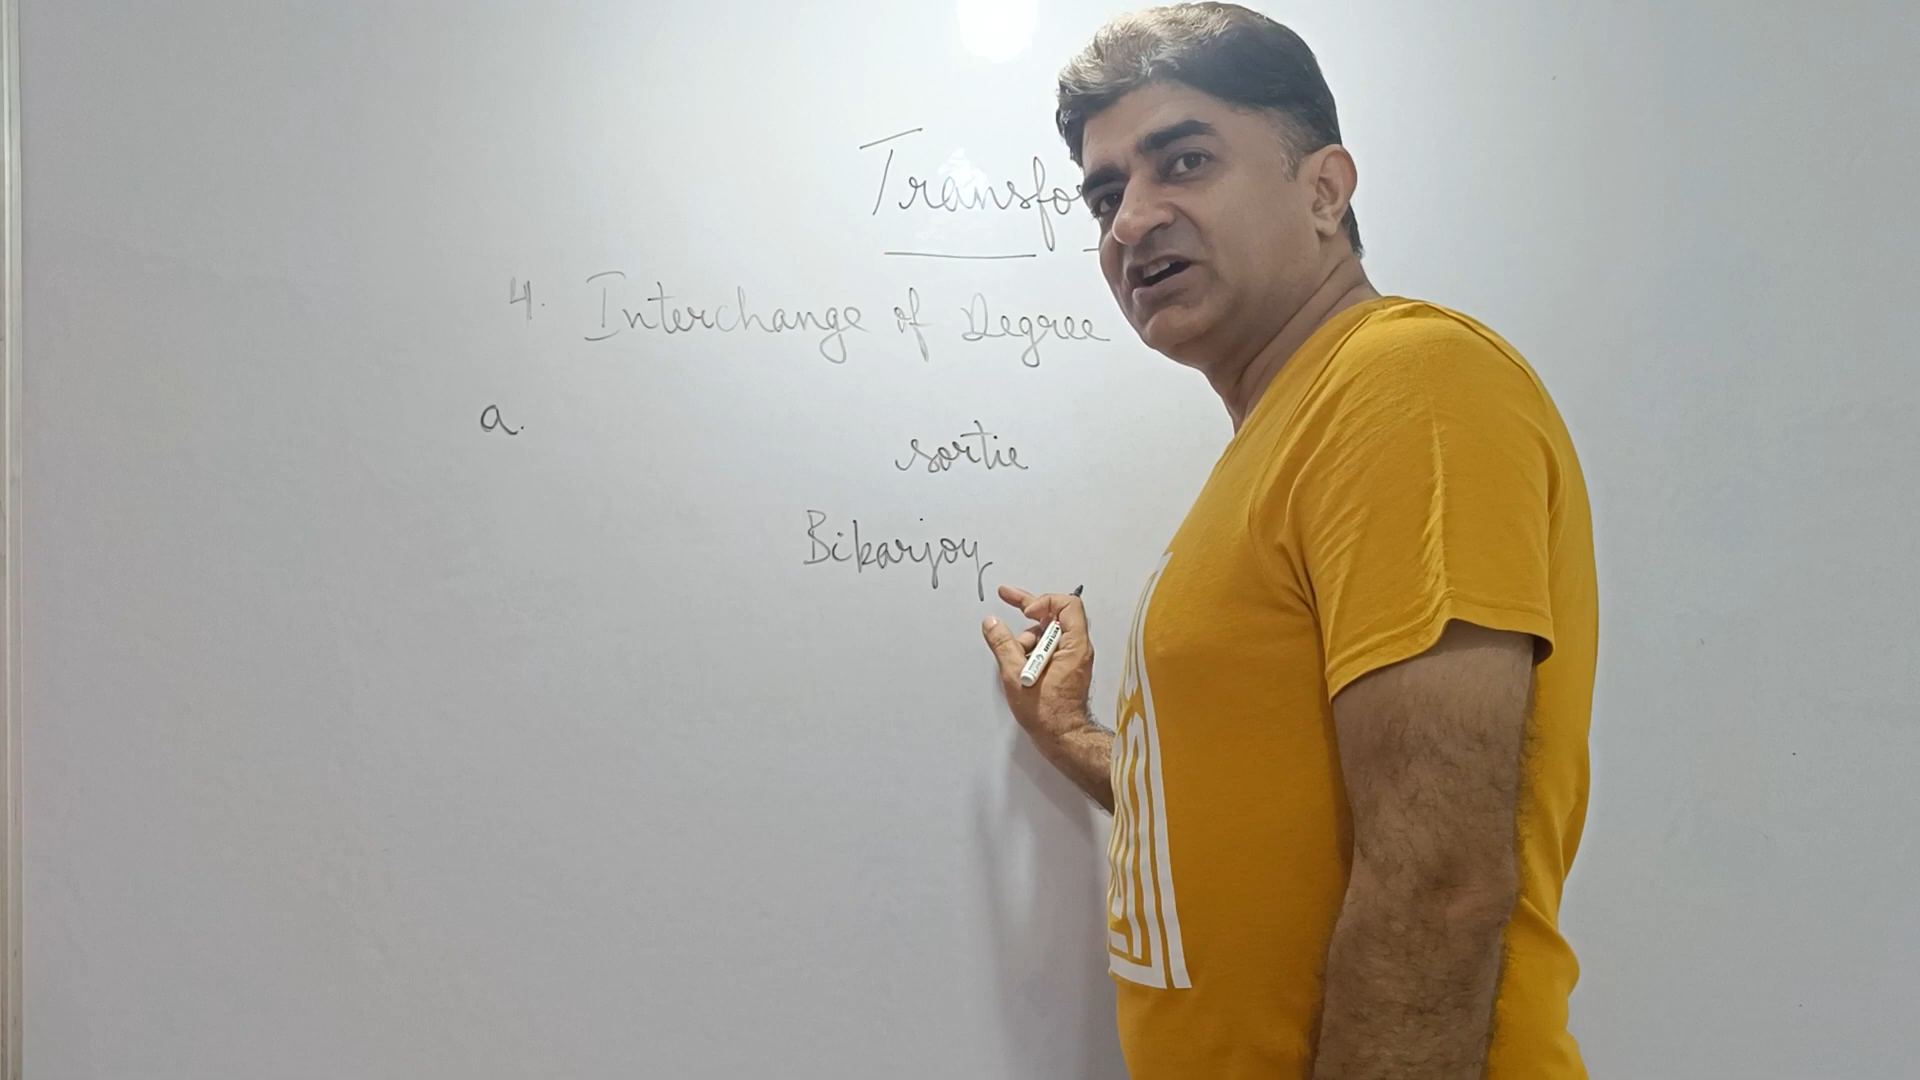 Transfo
4. Interchange of Degree
a.
sortie
Bikarjoy